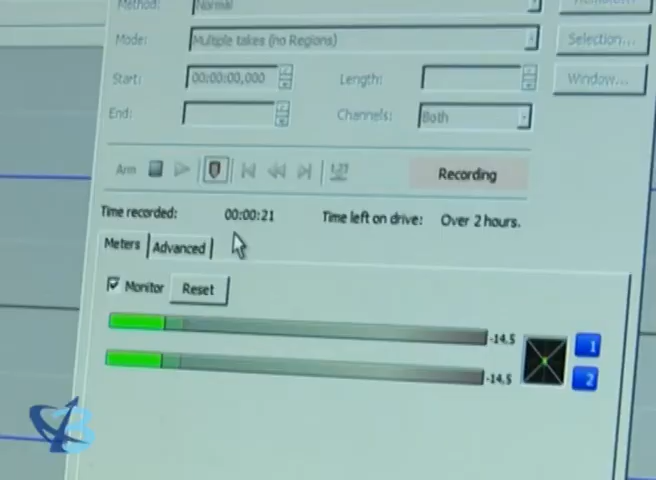 Method: Normal
Mode: Multiple takes (no Regions) Selection...
Start: 00:00:00,000 Length: Window...
End: Channels: Both
Arm 1,23 Recording
Time recorded: 00:00:21 Time left on drive: Over 2 hours.
Meters Advanced
Monitor Reset
-14.5 1
-14.5 2